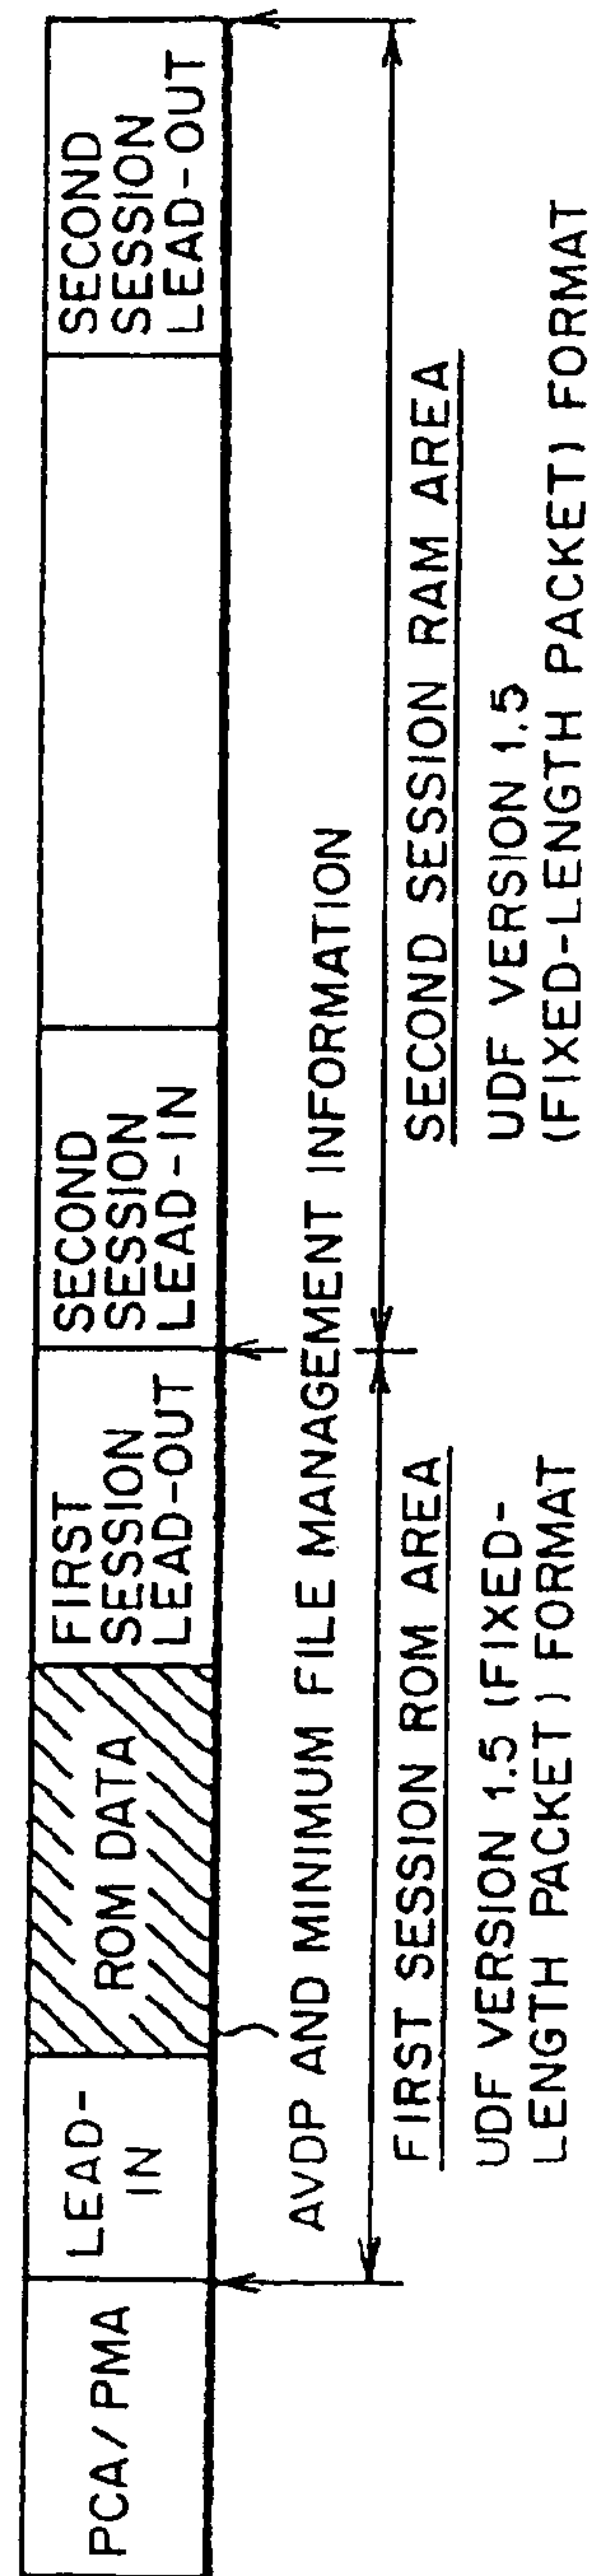 PCA/PMA
LEAD-
IN
ROM DATA
FIRST
SESSION
LEAD-OUT
SECOND
SESSION
LEAD-IN
SECOND
SESSION
LEAD-OUT
AVDP AND MINIMUM FILE MANAGEMENT INFORMATION
FIRST SESSION ROM AREA
UDF VERSION 1.5 (FIXED-
LENGTH PACKET) FORMAT
SECOND SESSION RAM AREA
UDF VERSION 1.5
(FIXED-LENGTH PACKET) FORMAT